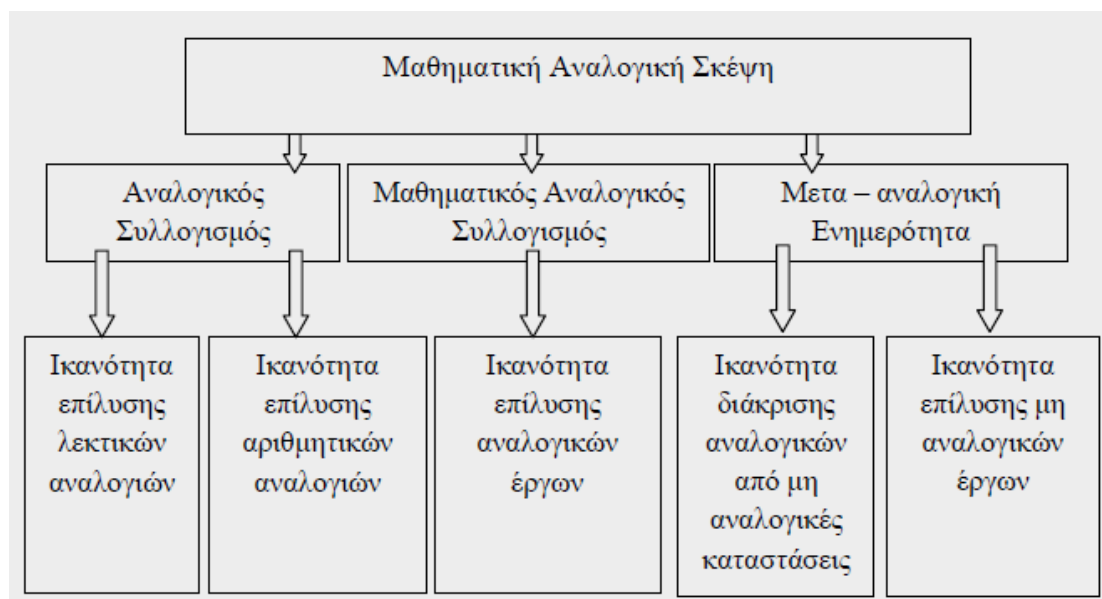 Μαθηματική Αναλογική Σκέψη
Αναλογικός
Συλλογισμός
Μαθηματικός Αναλογικός
Συλλογισμός
Μετα – αναλογική
Ενημερότητα
Ικανότητα
επίλυσης
λεκτικών
αναλογιών
Ικανότητα
επίλυσης
αριθμητικών
αναλογιών
Ικανότητα
επίλυσης
αναλογικών
έργων
Ικανότητα
διάκρισης
αναλογικών
από μη
αναλογικές
καταστάσεις
Ικανότητα
επίλυσης μη
αναλογικών
έργων